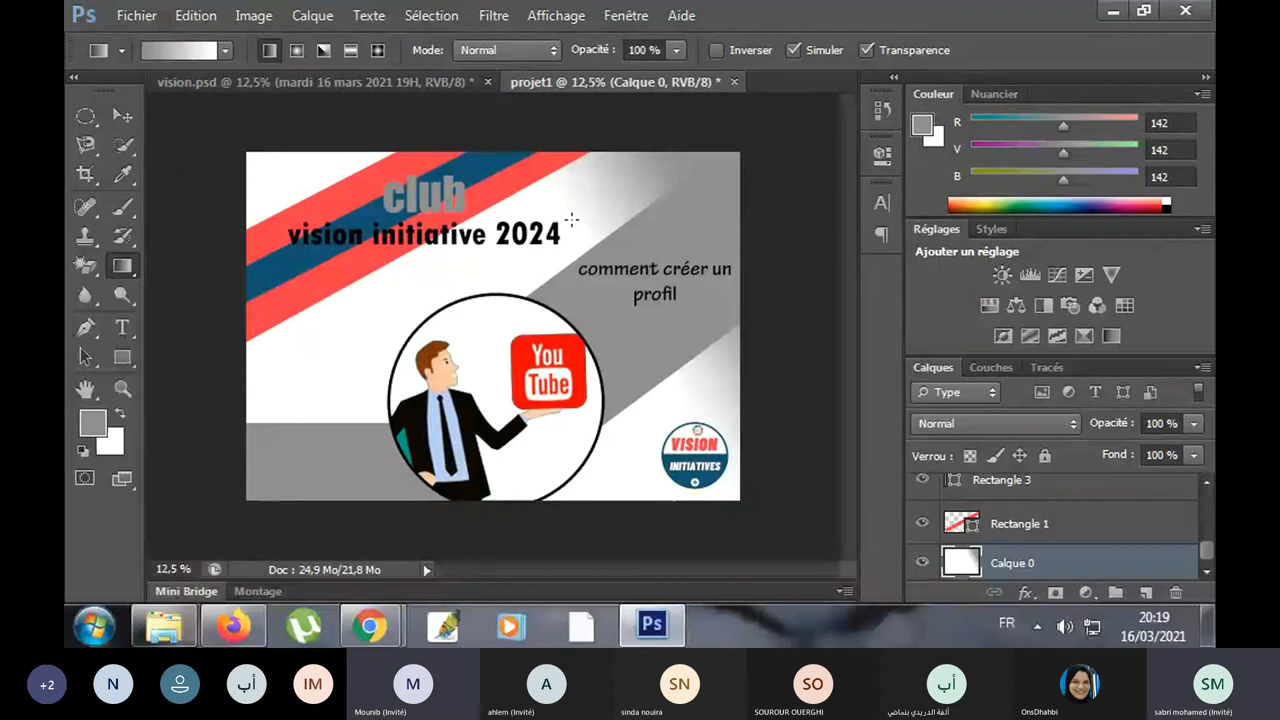 Ps Fichier Edition Image Calque Texte Sélection Filtre Affichage Fenêtre Aide
Mode: Normal Opacité : 100 % Inverser Simuler Transparence
vision.psd @ 12,5% (mardi 16 mars 2021 19H, RVB/8) * × projet1 @ 12,5% (Calque 0, RVB/8) * ×
Couleur Nuancier
R 142
V 142
B 142
club
vision initiative 2024
comment créer un
profil
You
Tube
VISION
INITIATIVES
Réglages Styles
Ajouter un réglage
Calques Couches Tracés
Type
Normal Opacité : 100 %
Verrou : Fond : 100 %
Rectangle 3
Rectangle 1
Calque 0
12,5 % Doc : 24,9 Mo/21,8 Mo
Mini Bridge Montage
Ps
FR
20:19
16/03/2021
+2 N أب IM M A SN SO أب SM
Mounib (Invité) ahlem (Invité) sinda nouira SOUROUR OUERGHI ألفة الدريدي بنماضي OnsDhahbi sabri mohamed (Invité)